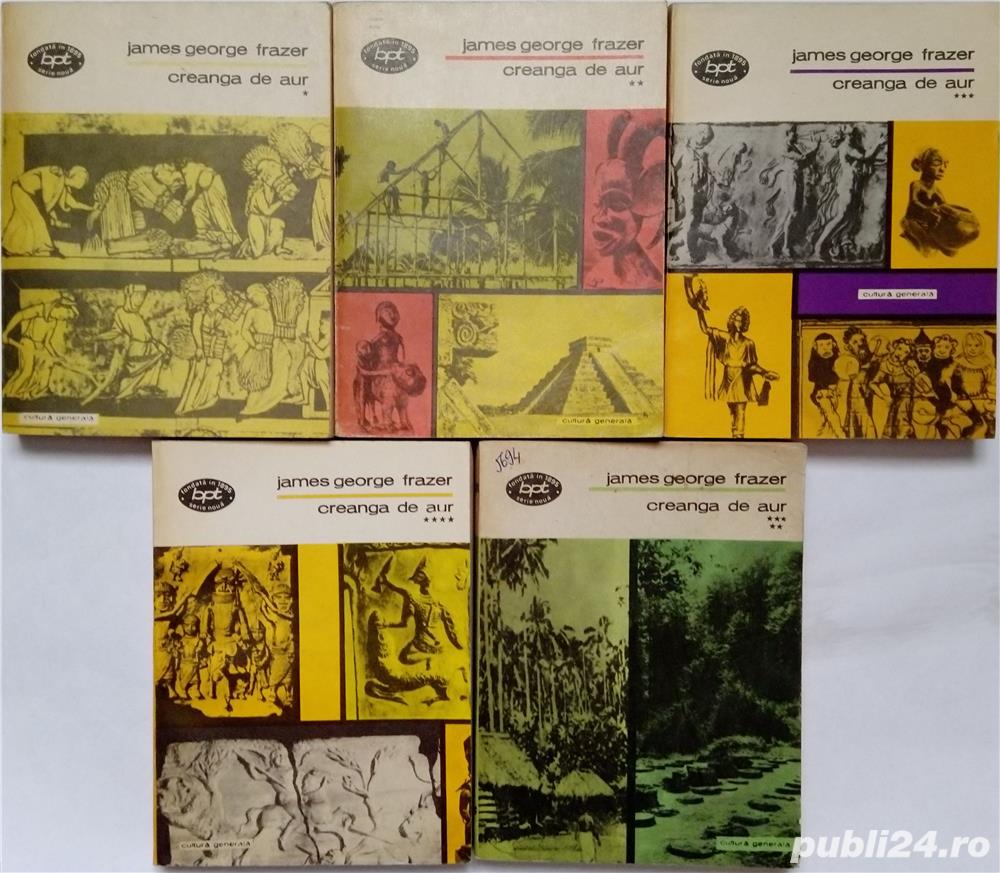 fondată în 1895
bpt
serie nouă
james george frazer
creanga de aur
*
cultură generală
fondată în 1895
bpt
serie nouă
james george frazer
creanga de aur
**
cultură generală
fondată în 1895
bpt
serie nouă
james george frazer
creanga de aur
***
cultură generală
fondată în 1895
bpt
serie nouă
james george frazer
creanga de aur
****
cultură generală
5694
fondată în 1895
bpt
serie nouă
james george frazer
creanga de aur
***
**
cultură generală
publi24.ro